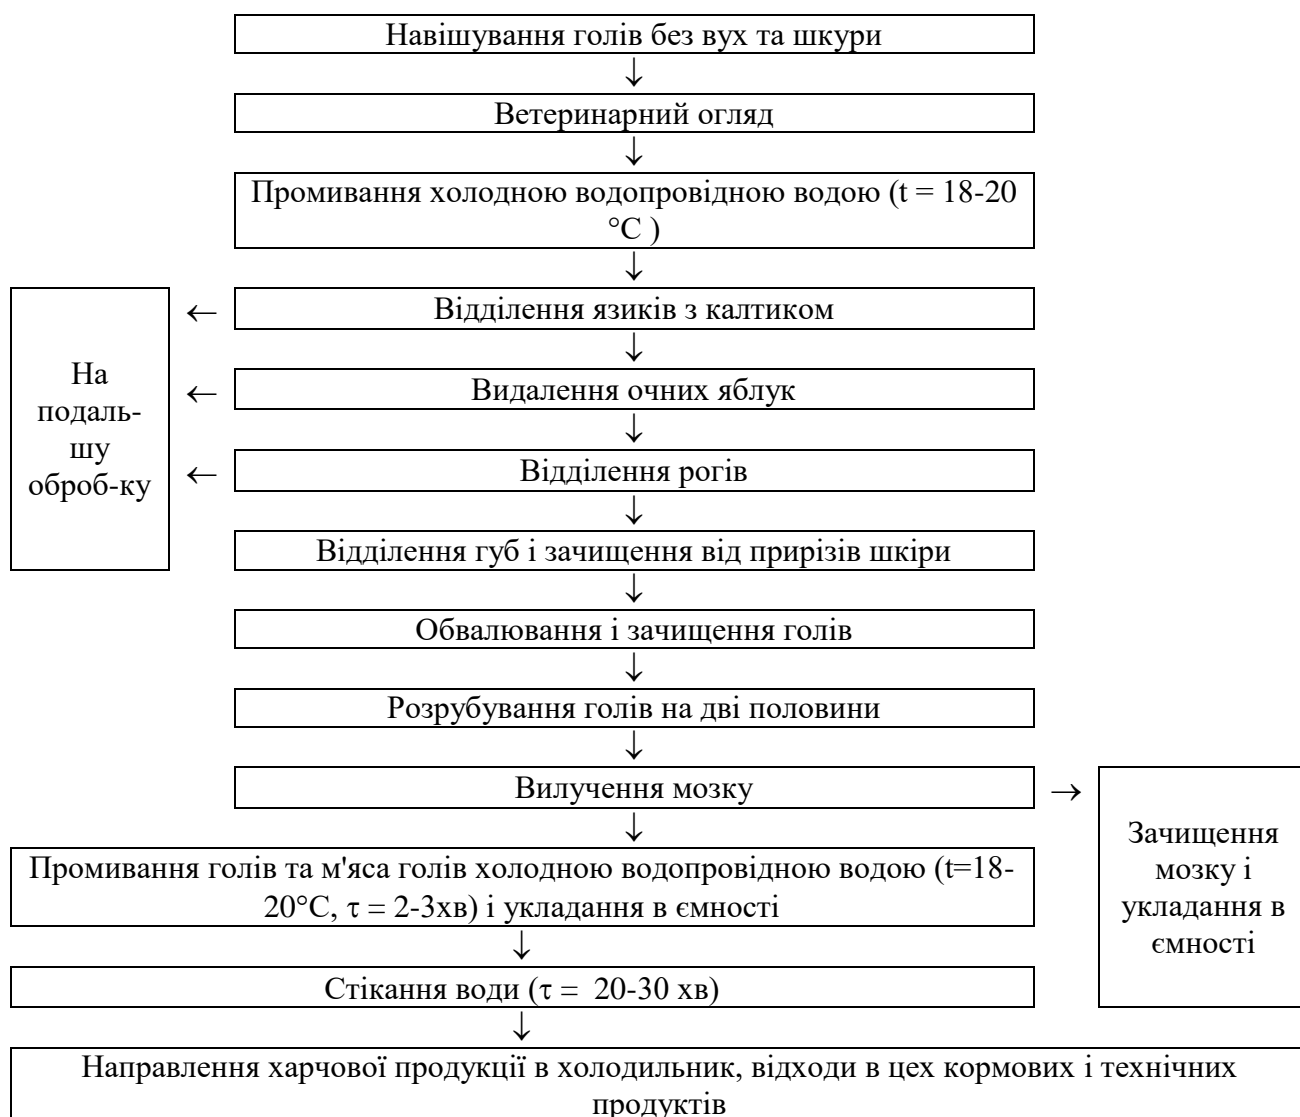 Навішування голів без вух та шкури
↓
Ветеринарний огляд
↓
Промивання холодною водопровідною водою (t = 18-20
°С )
↓
← Відділення язиків з калтиком
↓
На
подаль-
шу
оброб-ку
← Видалення очних яблук
↓
← Відділення рогів
↓
Відділення губ і зачищення від прирізів шкіри
↓
Обвалювання і зачищення голів
↓
Розрубування голів на дві половини
↓
Вилучення мозку →
↓
Зачищення
мозку і
укладання в
ємності
Промивання голів та м'яса голів холодною водопровідною водою (t=18-
20°С, τ = 2-3хв) і укладання в ємності
↓
Стікання води (τ = 20-30 хв)
↓
Направлення харчової продукції в холодильник, відходи в цех кормових і технічних
продуктів